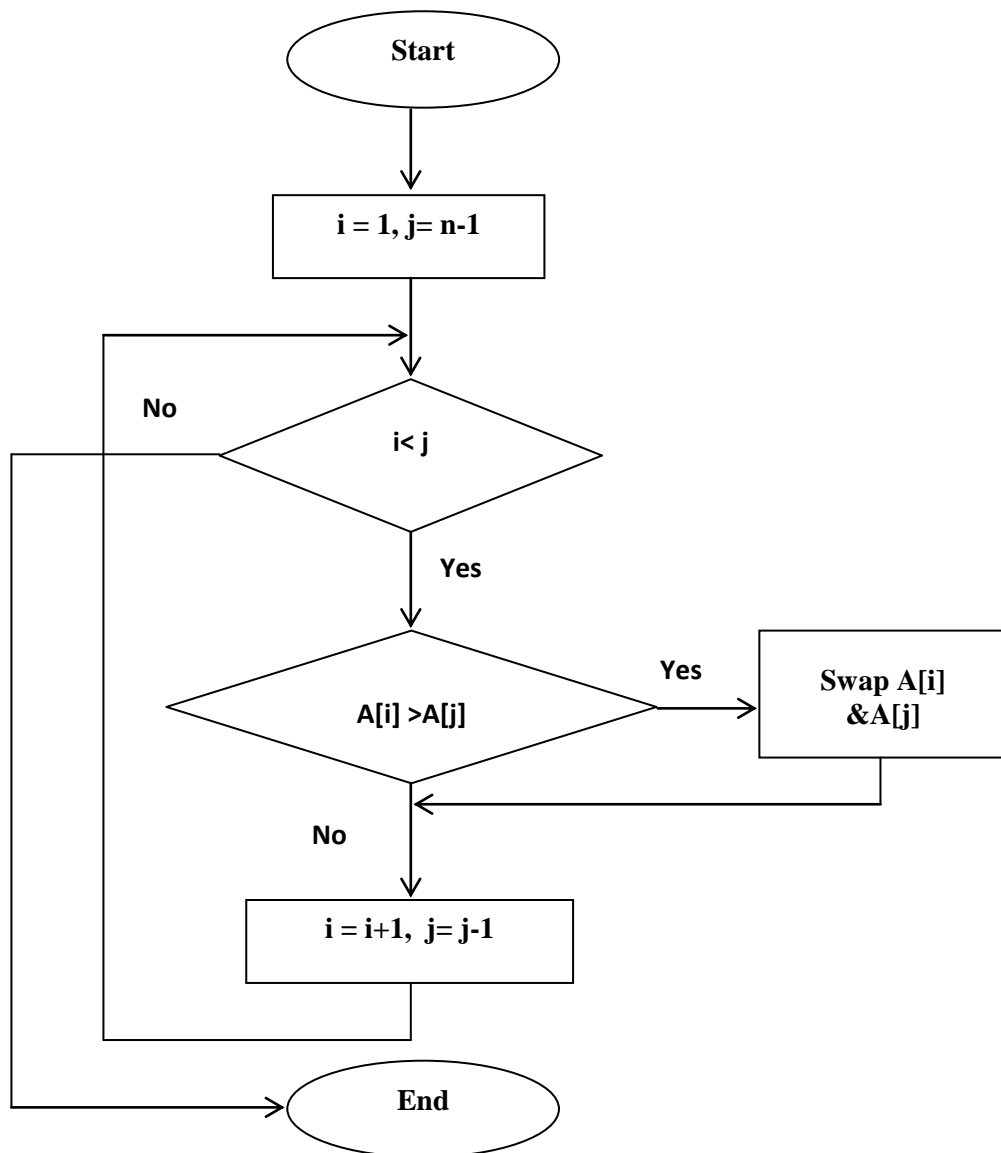 Start
i = 1, j= n-1
No
i< j
Yes
Yes
A[i] >A[j]
Swap A[i]
&A[j]
No
i = i+1,  j= j-1
End